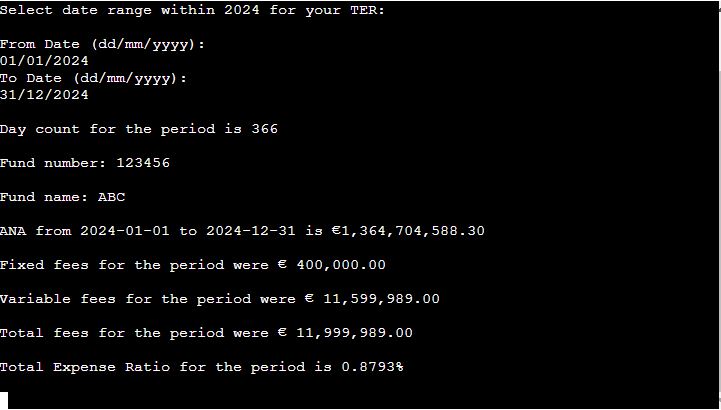 Select date range within 2024 for your TER:
From Date (dd/mm/yyyy):
01/01/2024
To Date (dd/mm/yyyy):
31/12/2024
Day count for the period is 366
Fund number: 123456
Fund name: ABC
ANA from 2024-01-01 to 2024-12-31 is €1,364,704,588.30
Fixed fees for the period were € 400,000.00
Variable fees for the period were € 11,599,989.00
Total fees for the period were € 11,999,989.00
Total Expense Ratio for the period is 0.8793%